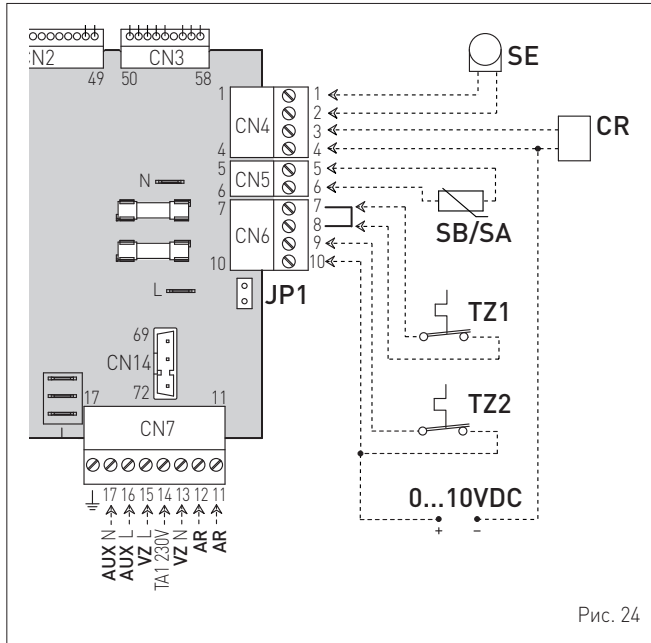 CN2
CN3
49 50 58
SE
1 1
2
CN4
3
4 4
CR
5 5
CN5
6 6
N
7 7
SB/SA
8
CN6
9
10 10
L
JP1
TZ1
69
CN14
72
17 11
TZ2
CN7
0...10VDC
+ −
17 16 15 14 13 12 11
AUX N
AUX L
VZ L
TA1 230V
VZ N
AR
AR
Рис. 24